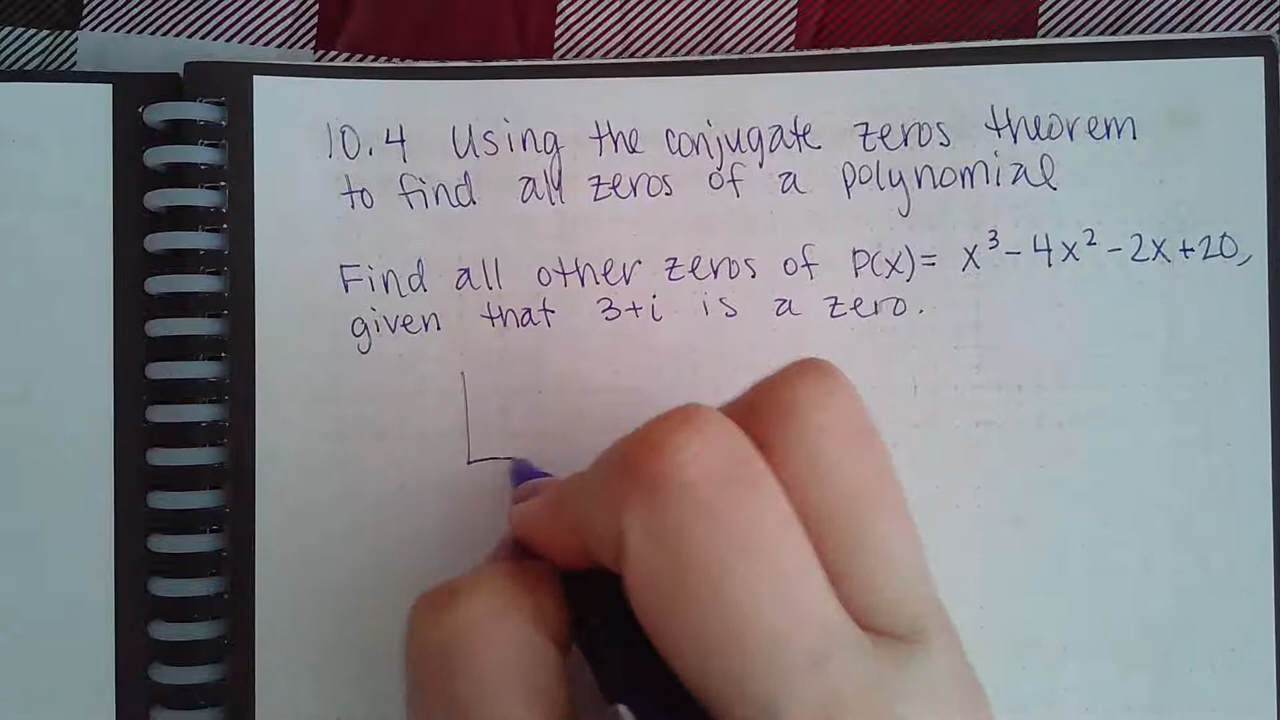 10.4 Using the conjugate zeros theorem
to find all zeros of a polynomial
Find all other zeros of P(x)= x³-4x²-2x+20,
given that 3+i is a zero.